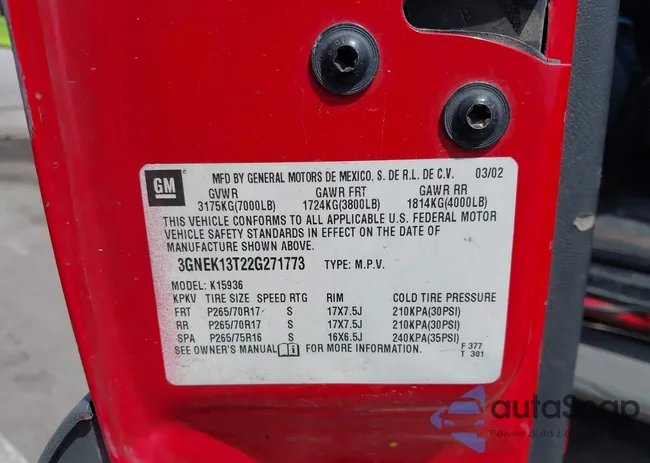 GM
MFD BY GENERAL MOTORS DE MEXICO. S. DE R.L. DE C.V. 03/02
GVWR GAWR FRT GAWR RR
3175KG(7000LB) 1724KG(3800LB) 1814KG(4000LB)
THIS VEHICLE CONFORMS TO ALL APPLICABLE U.S. FEDERAL MOTOR
VEHICLE SAFETY STANDARDS IN EFFECT ON THE DATE OF
MANUFACTURE SHOWN ABOVE.
3GNEK13T22G271773 TYPE: M.P.V.
MODEL: K15936
KPKV TIRE SIZE SPEED RTG RIM COLD TIRE PRESSURE
FRT P265/70R17 S 17X7.5J 210KPA(30PSI)
RR P265/70R17 S 17X7.5J 210KPA(30PSI)
SPA P265/75R16 S 16X6.5J 240KPA(35PSI)
SEE OWNER'S MANUAL FOR MORE INFORMATION. F 377
T 301
autaSnap
Pewne auta z